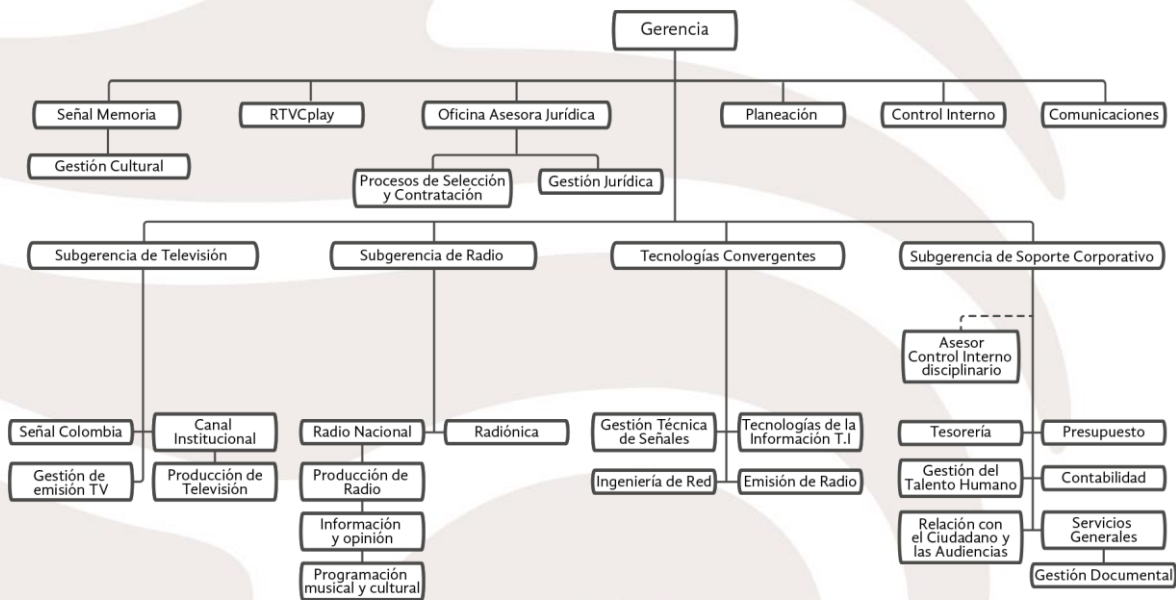 Gerencia
Señal Memoria
RTVCplay
Oficina Asesora Jurídica
Planeación
Control Interno
Comunicaciones
Gestión Cultural
Procesos de Selección
y Contratación
Gestión Jurídica
Subgerencia de Televisión
Subgerencia de Radio
Tecnologías Convergentes
Subgerencia de Soporte Corporativo
Asesor
Control Interno
disciplinario
Señal Colombia
Canal
Institucional
Gestión de
emisión TV
Producción de
Televisión
Radio Nacional
Radiónica
Producción de
Radio
Información
y opinión
Programación
musical y cultural
Gestión Técnica
de Señales
Tecnologías de la
Información T.I
Ingeniería de Red
Emisión de Radio
Tesorería
Presupuesto
Gestión del
Talento Humano
Contabilidad
Relación con
el Ciudadano y
las Audiencias
Servicios
Generales
Gestión Documental